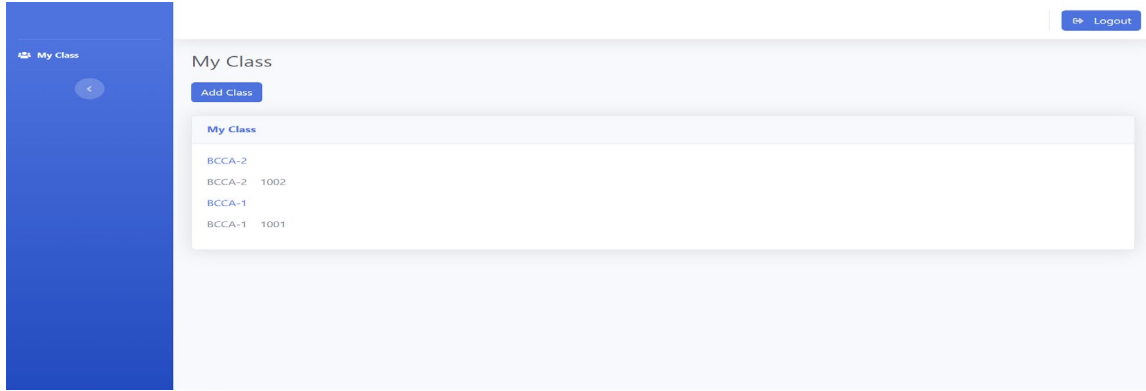 Logout
My Class
My Class
Add Class
My Class
BCCA-2
BCCA-2 1002
BCCA-1
BCCA-1 1001